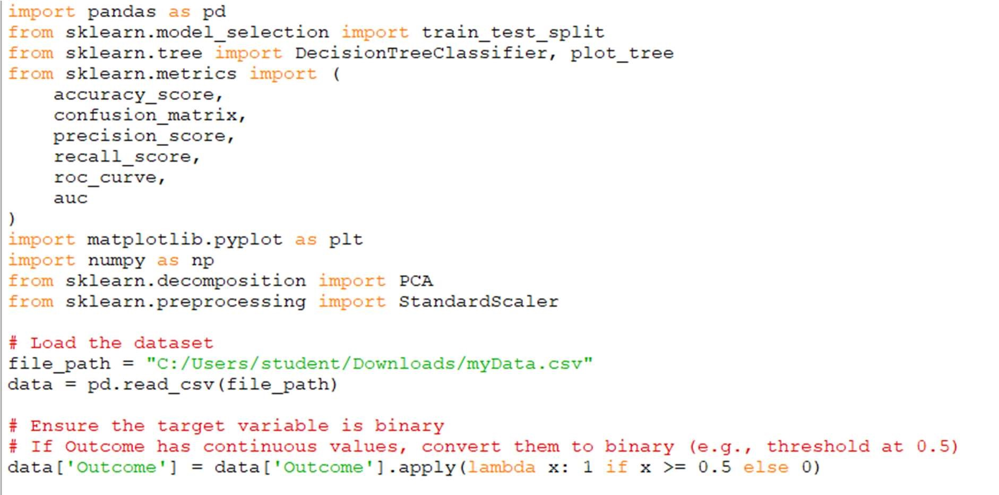 import pandas as pd
from sklearn.model_selection import train_test_split
from sklearn.tree import DecisionTreeClassifier, plot_tree
from sklearn.metrics import (
    accuracy_score,
    confusion_matrix,
    precision_score,
    recall_score,
    roc_curve,
    auc
)
import matplotlib.pyplot as plt
import numpy as np
from sklearn.decomposition import PCA
from sklearn.preprocessing import StandardScaler

# Load the dataset
file_path = "C:/Users/student/Downloads/myData.csv"
data = pd.read_csv(file_path)

# Ensure the target variable is binary
# If Outcome has continuous values, convert them to binary (e.g., threshold at 0.5)
data['Outcome'] = data['Outcome'].apply(lambda x: 1 if x >= 0.5 else 0)